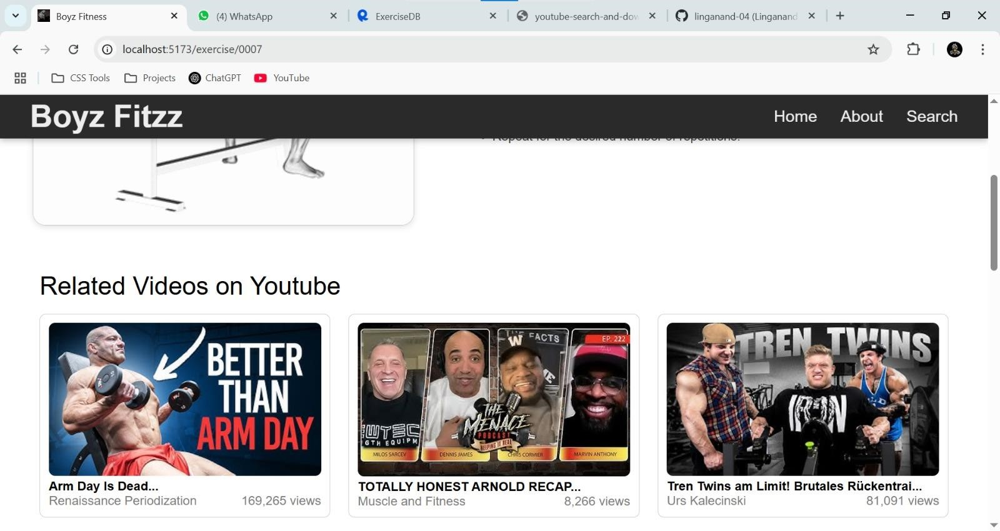 Boyz Fitness
(4) WhatsApp
ExerciseDB
youtube-search-and-dow
linganand-04 (Linganand
localhost:5173/exercise/0007
CSS Tools
Projects
ChatGPT
YouTube
Boyz Fitzz
Home
About
Search
Repeat for the desired number of repetitions.
Related Videos on Youtube
BETTER
THAN
ARM DAY
Arm Day Is Dead...
Renaissance Periodization
169,265 views
W FACTS
EP. 222
THE
MENACE
PODCAST
KEEPING IT REAL
MILOS SARCEV
DENNIS JAMES
CHRIS CORMIER
MARVIN ANTHONY
TOTALLY HONEST ARNOLD RECAP...
Muscle and Fitness
8,266 views
TREN TWINS
Tren Twins am Limit! Brutales Rückentrai...
Urs Kalecinski
81,091 views